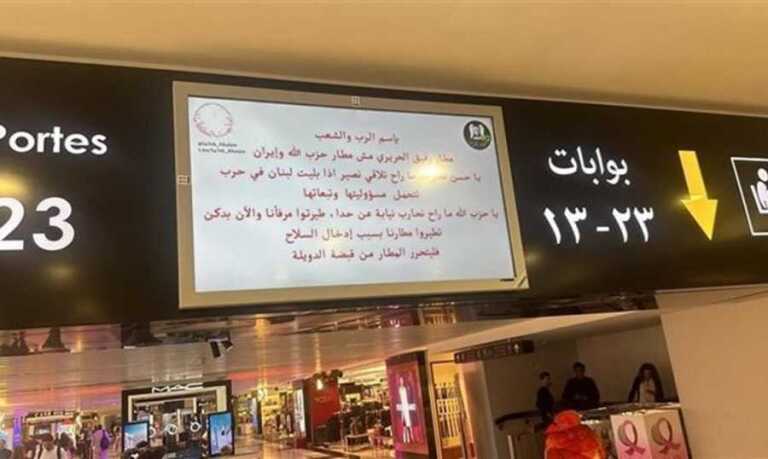 Portes
23
باسم الرب والشعب
مطار رفيق الحريري مش مطار حزب الله وإيران
يا حسن ما راح تلاقي نصير اذا بليت لبنان في حرب
تتحمل مسؤوليتها وتبعاتها
يا حزب الله ما راح نحارب نيابة عن حدا، طيرتوا مرفأنا والآن بدكن
تطيروا مطارنا بسبب إدخال السلاح
فليتحرر المطار من قبضة الدويلة
بوابات
٢٣-١٣
MAC